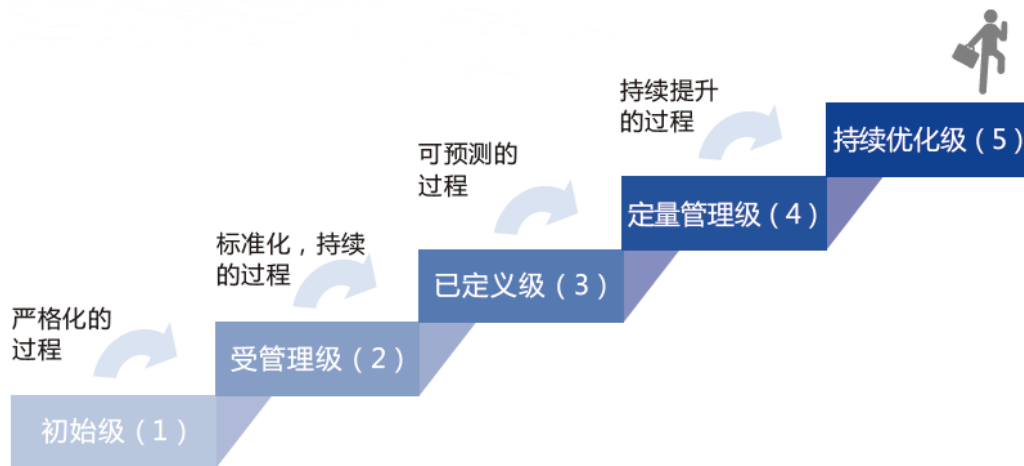 持续提升
的过程
持续优化级（5）
可预测的
过程
定量管理级（4）
标准化，持续
的过程
已定义级（3）
严格化的
过程
受管理级（2）
初始级（1）